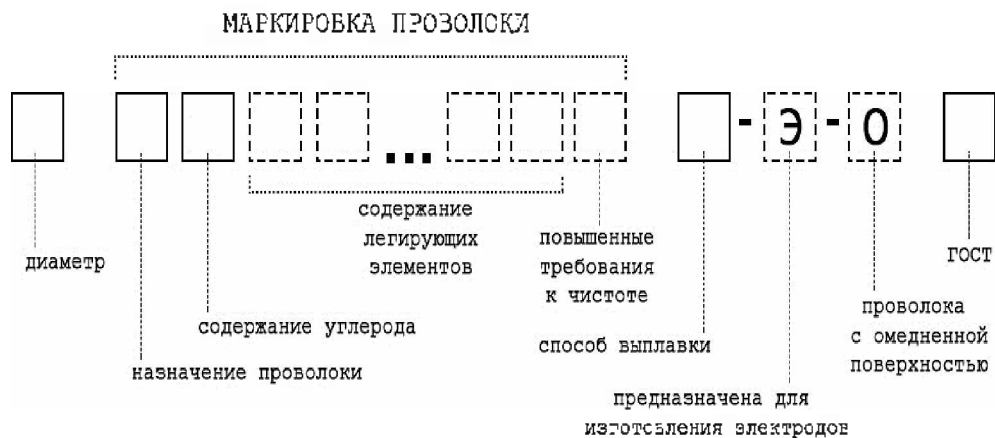 МАРКИРОВКА ПРОВОЛОКИ
... - Э - О
содержание
легирующих
элементов
повышенные
требования
к чистоте
диаметр
ГОСТ
содержание углерода
способ выплавки
проволока
с омедненной
поверхностью
назначение проволоки
предназначена для
изготовления электродов